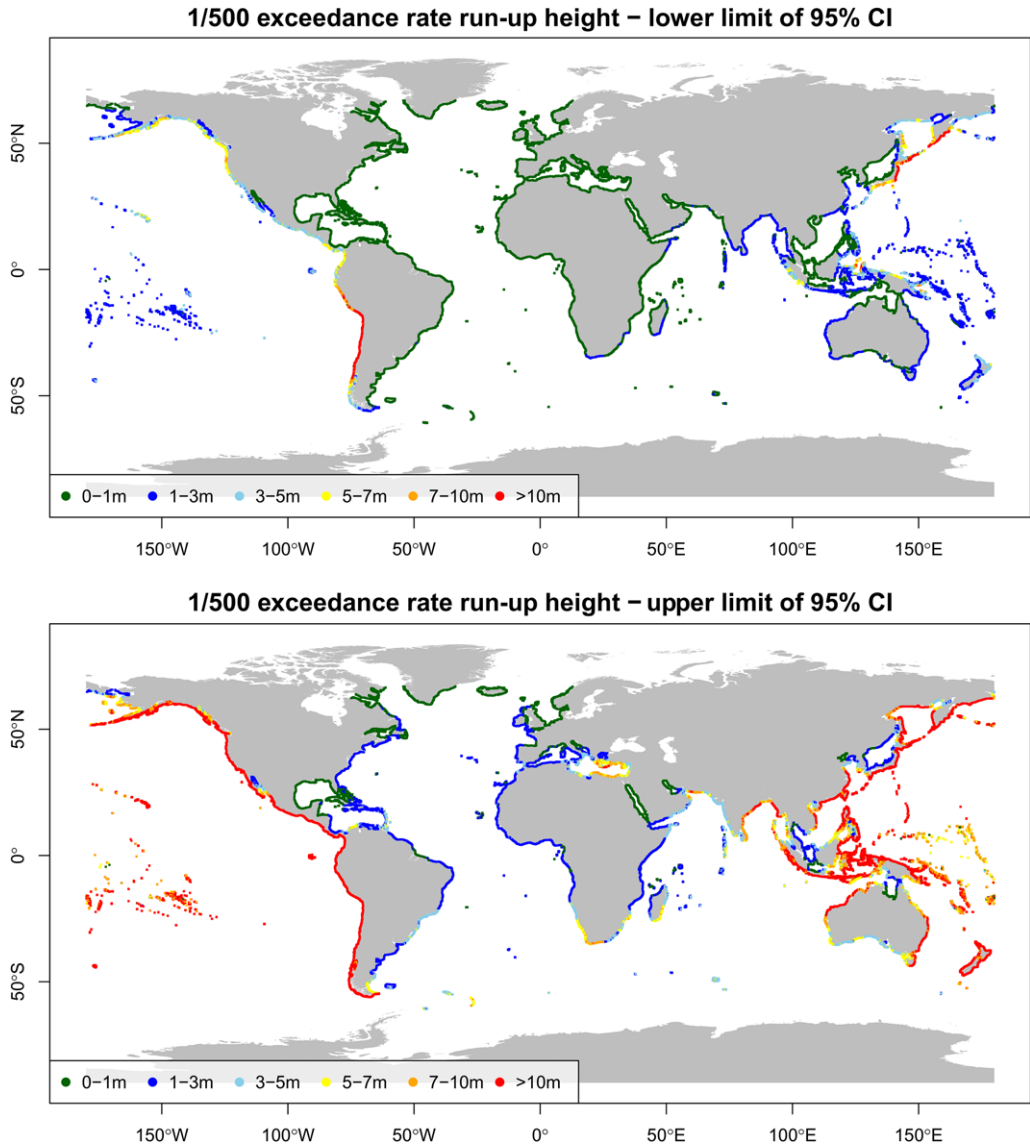 1/500 exceedance rate run−up height − lower limit of 95% CI
50°N
0°
50°S
0−1m 1−3m 3−5m 5−7m 7−10m >10m
150°W 100°W 50°W 0° 50°E 100°E 150°E
1/500 exceedance rate run−up height − upper limit of 95% CI
50°N
0°
50°S
0−1m 1−3m 3−5m 5−7m 7−10m >10m
150°W 100°W 50°W 0° 50°E 100°E 150°E